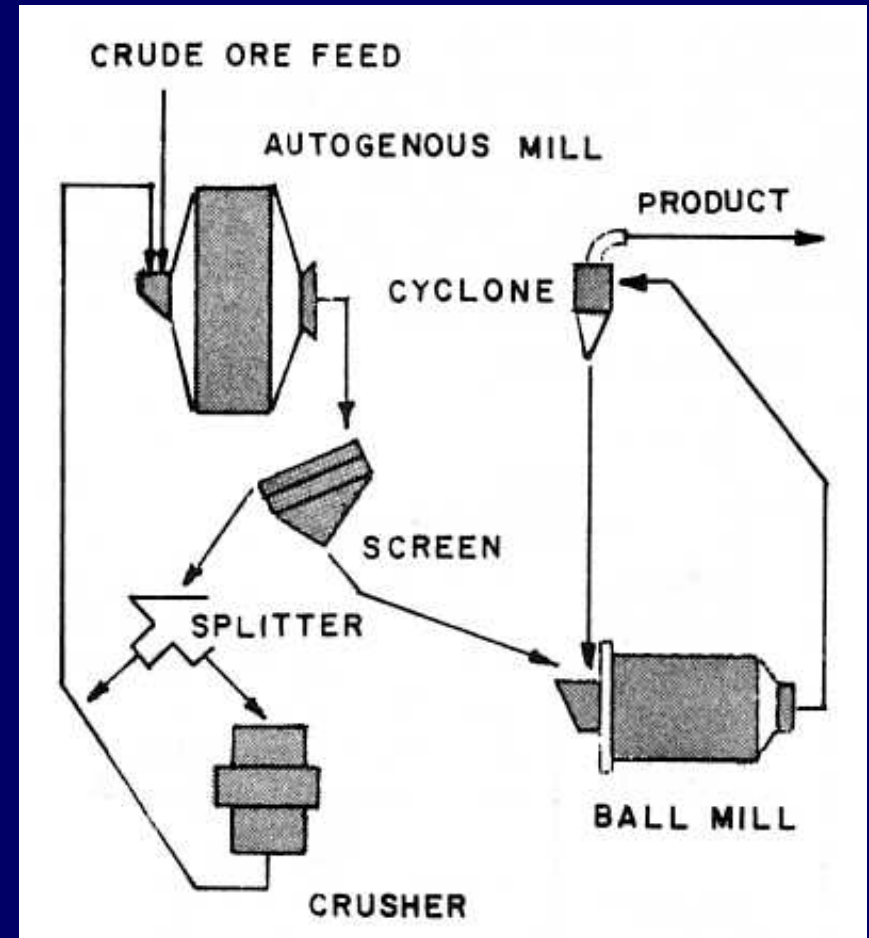 CRUDE ORE FEED
AUTOGENOUS MILL
PRODUCT
CYCLONE
SCREEN
SPLITTER
BALL MILL
CRUSHER